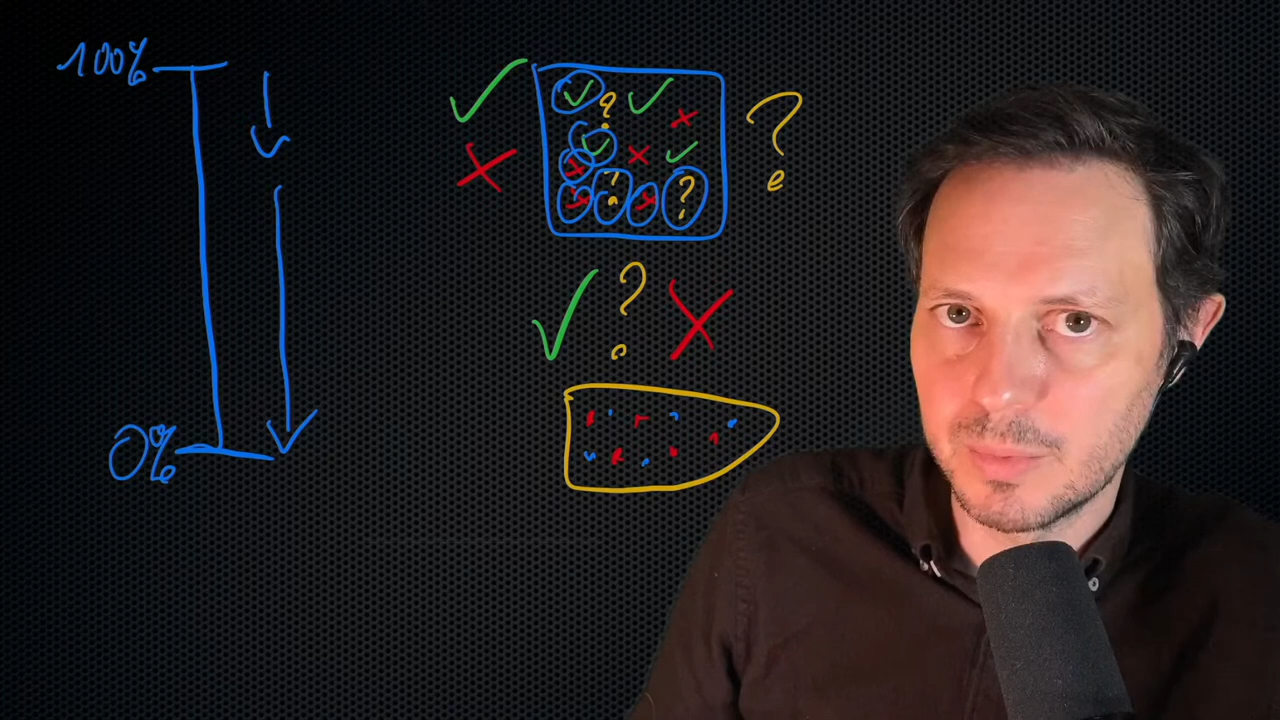 100%
✓ ✓ ? ✓ × ?
× ✓ × ✓
×
× ? × ?
✓ ? ×
0%